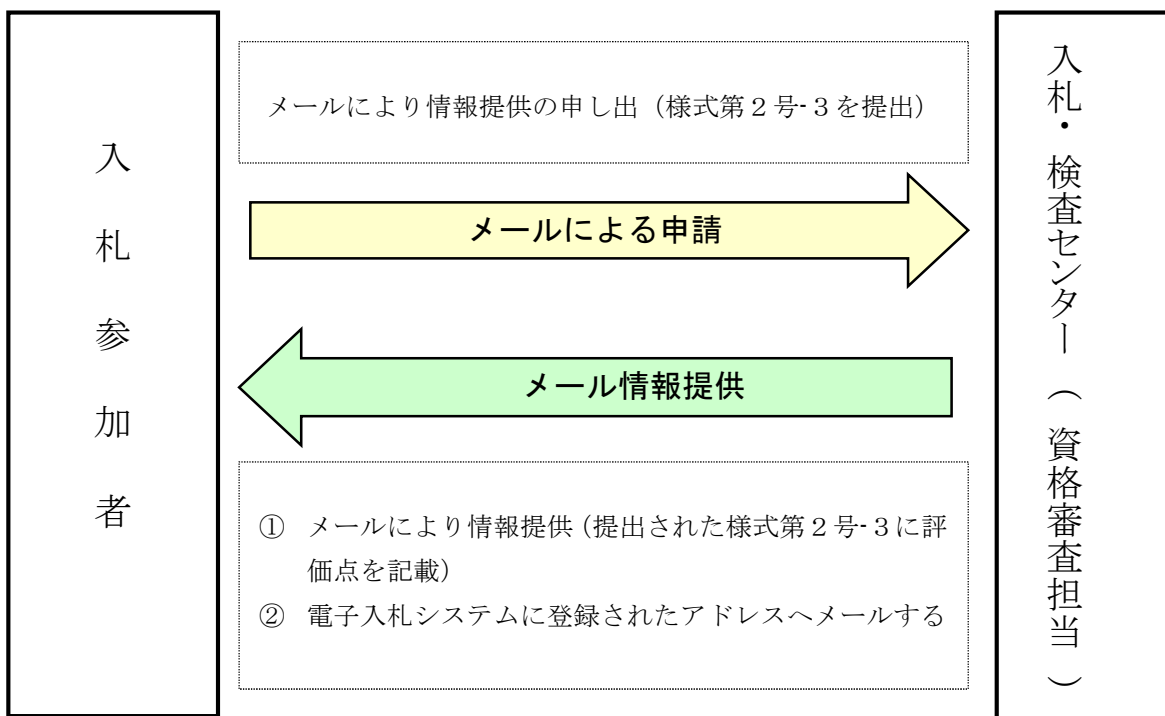 入札参加者
メールにより情報提供の申し出（様式第２号-３を提出）
メールによる申請
メール情報提供
① メールにより情報提供（提出された様式第２号-３に評
価点を記載）
② 電子入札システムに登録されたアドレスへメールする
入札・検査センター（資格審査担当）